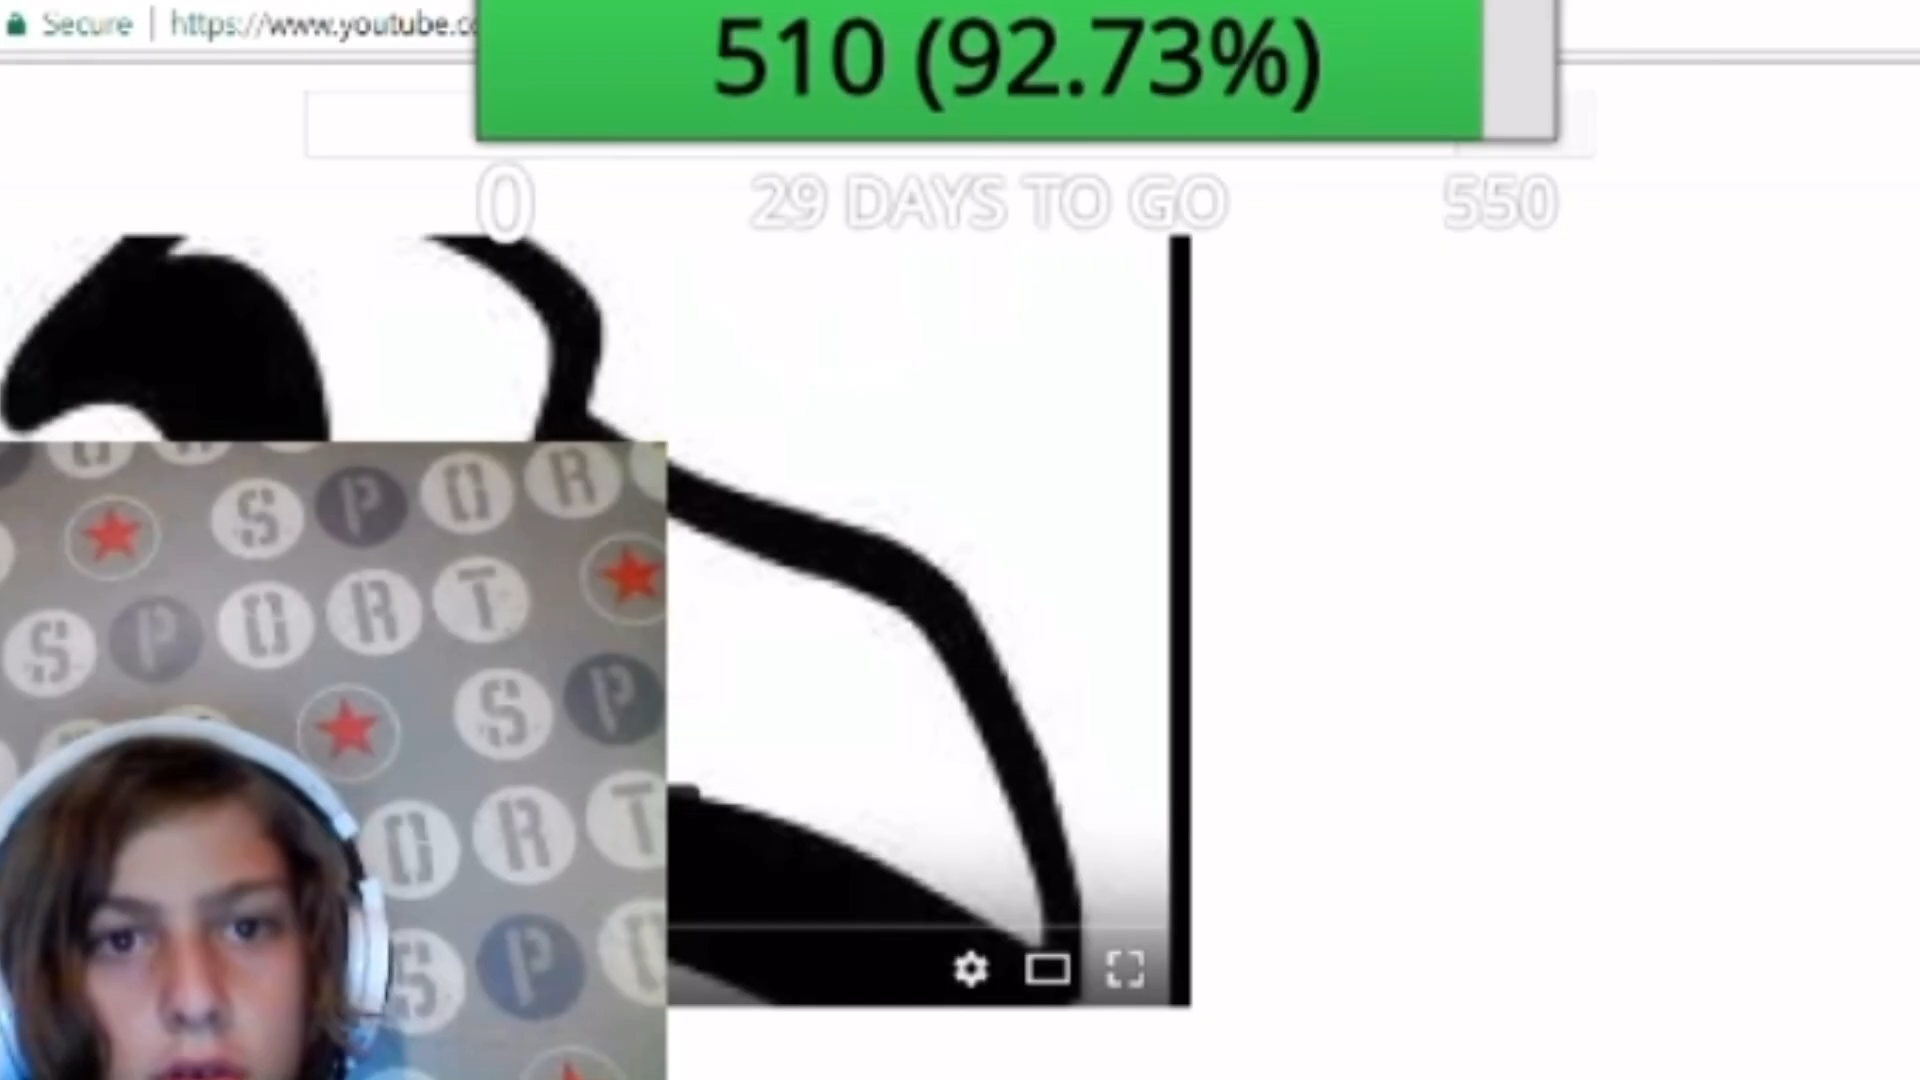 Secure | https://www.youtube.c
510 (92.73%)
0 29 DAYS TO GO 550
S P O R
S P O R T
S P
O R T
S P O